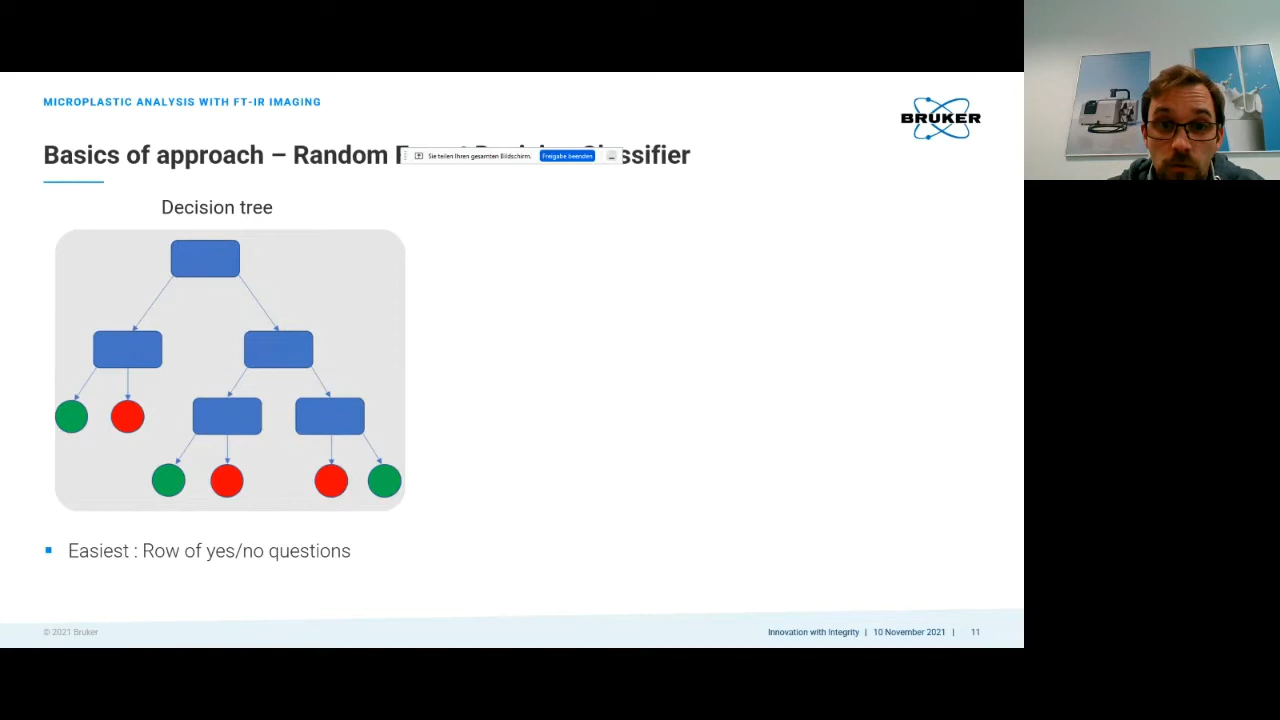 MICROPLASTIC ANALYSIS WITH FT-IR IMAGING
BRUKER
Basics of approach – Random
Sie teilen Ihren gesamten Bildschirm. Freigabe beenden
Decision tree
Easiest : Row of yes/no questions
© 2021 Bruker
Innovation with Integrity | 10 November 2021 | 11